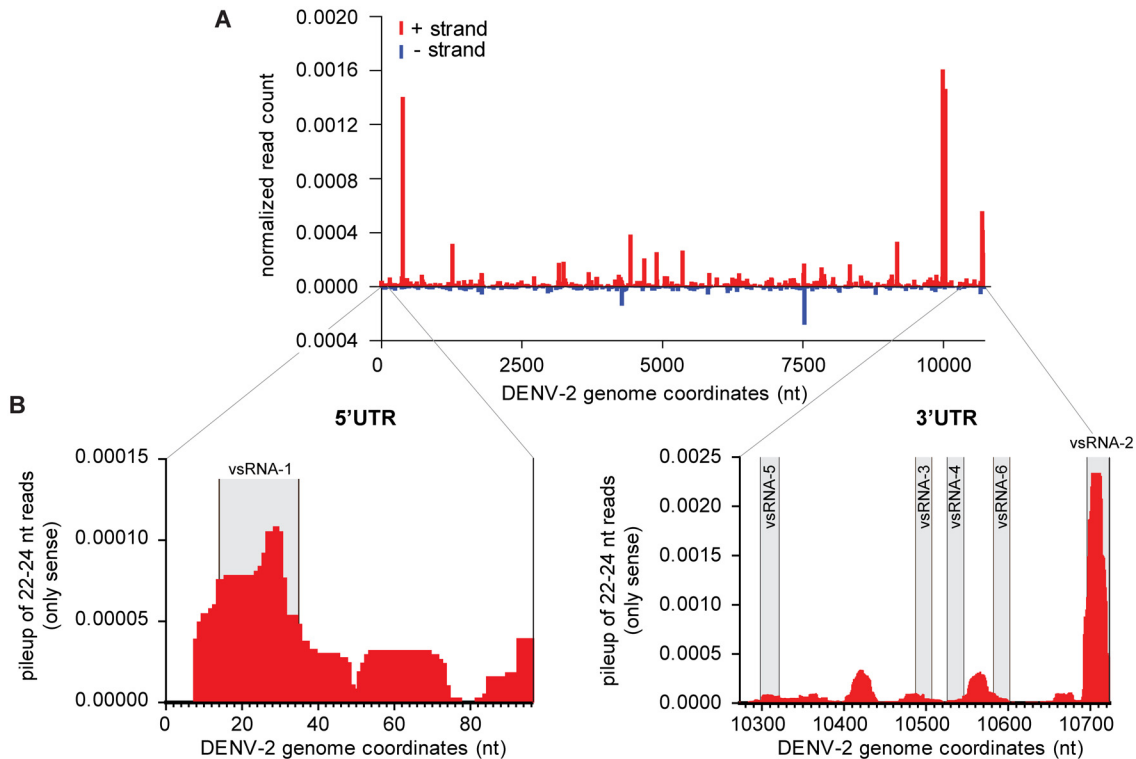 A
0.0020
0.0016
0.0012
0.0008
0.0004
0.0000
0.0004
normalized read count
+ strand
- strand
0
2500
5000
7500
10000
DENV-2 genome coordinates (nt)
B
5'UTR
0.00015
0.00010
0.00005
0.00000
pileup of 22-24 nt reads
(only sense)
vsRNA-1
0
20
40
60
80
DENV-2 genome coordinates (nt)
3'UTR
0.0025
0.0020
0.0015
0.0010
0.0005
0.0000
pileup of 22-24 nt reads
(only sense)
vsRNA-5
vsRNA-3
vsRNA-4
vsRNA-6
vsRNA-2
10300
10400
10500
10600
10700
DENV-2 genome coordinates (nt)